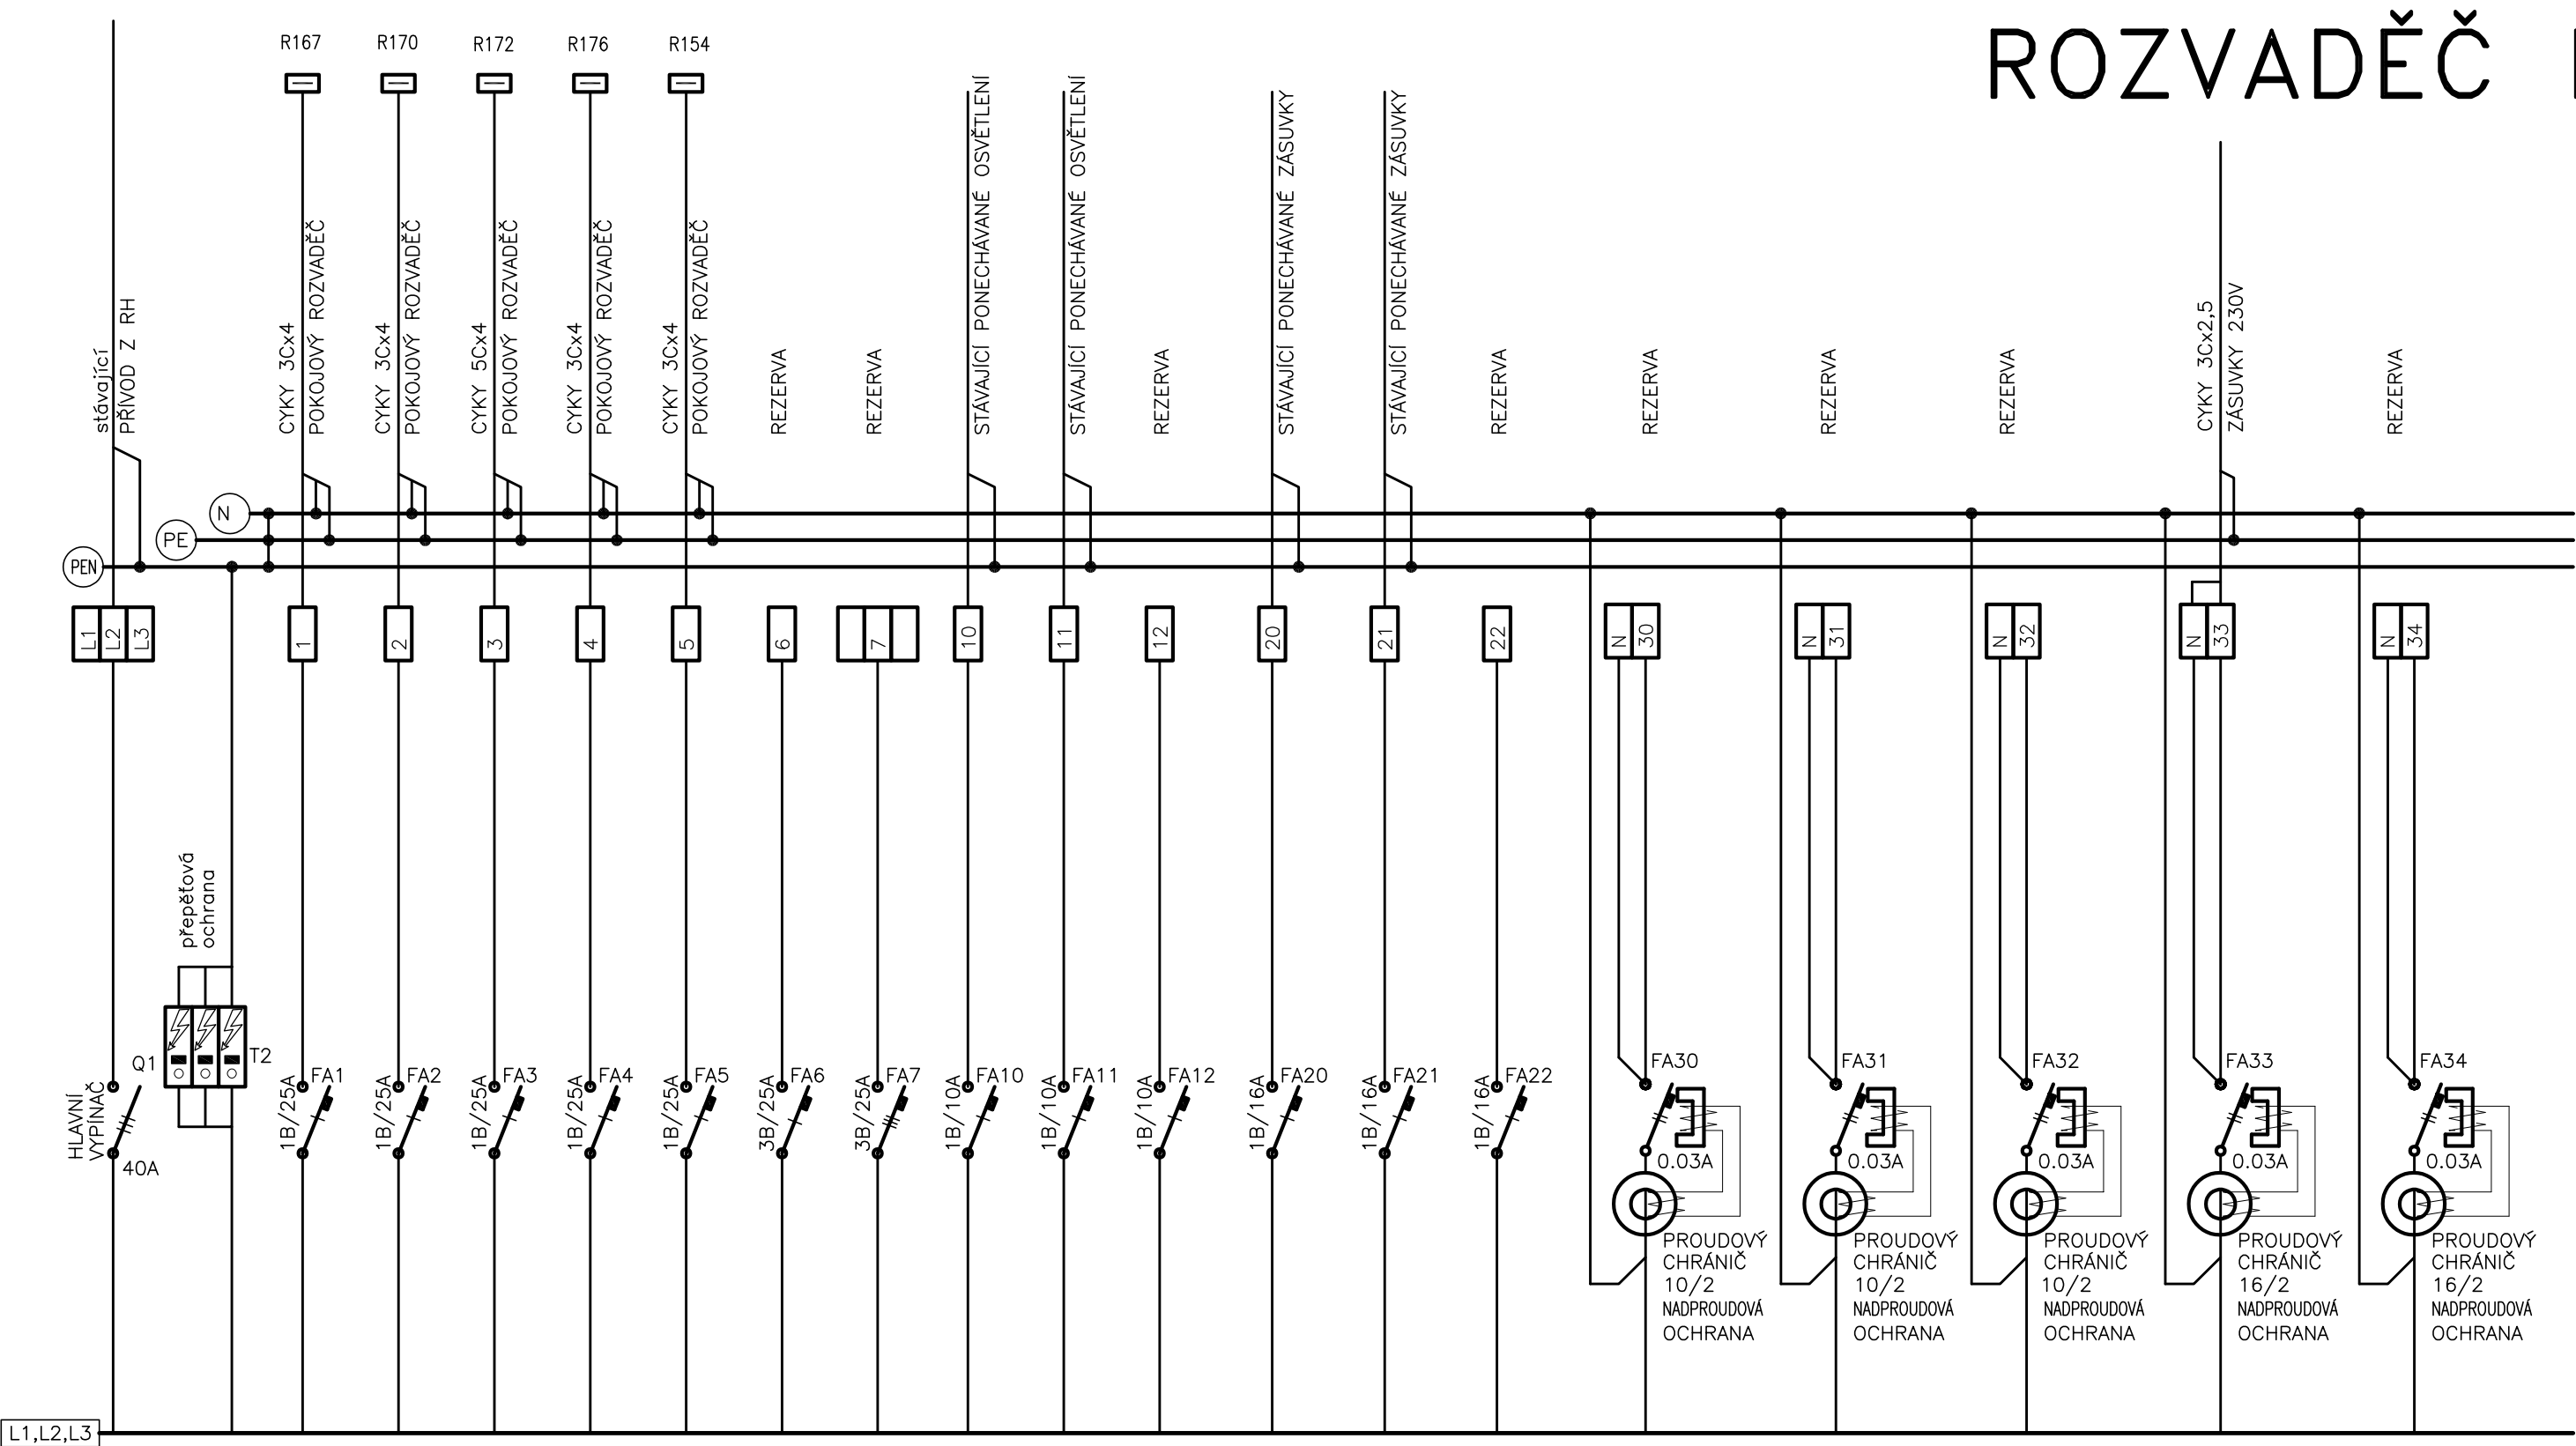 ROZVADĚČ
R167
R170
R172
R176
R154
stávající
PŘÍVOD Z RH
CYKY 3Cx4
POKOJOVÝ ROZVADĚČ
CYKY 3Cx4
POKOJOVÝ ROZVADĚČ
CYKY 5Cx4
POKOJOVÝ ROZVADĚČ
CYKY 3Cx4
POKOJOVÝ ROZVADĚČ
CYKY 3Cx4
POKOJOVÝ ROZVADĚČ
REZERVA
REZERVA
STÁVAJÍCÍ PONECHÁVANÉ OSVĚTLENÍ
STÁVAJÍCÍ PONECHÁVANÉ OSVĚTLENÍ
REZERVA
STÁVAJÍCÍ PONECHANÉ ZÁSUVKY
STÁVAJÍCÍ PONECHANÉ ZÁSUVKY
REZERVA
REZERVA
REZERVA
REZERVA
CYKY 3Cx2,5
ZÁSUVKY 230V
REZERVA
N
PE
PEN
L1 L2 L3
1
2
3
4
5
6
7
10
11
12
20
21
22
N 30
N 31
N 32
N 33
N 34
přepěťová
ochrana
HLAVNÍ
VYPÍNAČ
Q1
40A
T2
1B/25A
FA1
1B/25A
FA2
1B/25A
FA3
1B/25A
FA4
1B/25A
FA5
3B/25A
FA6
3B/25A
FA7
1B/10A
FA10
1B/10A
FA11
1B/10A
FA12
1B/16A
FA20
1B/16A
FA21
1B/16A
FA22
FA30
0.03A
PROUDOVÝ
CHRÁNIČ
10/2
NADPROUDOVÁ
OCHRANA
FA31
0.03A
PROUDOVÝ
CHRÁNIČ
10/2
NADPROUDOVÁ
OCHRANA
FA32
0.03A
PROUDOVÝ
CHRÁNIČ
10/2
NADPROUDOVÁ
OCHRANA
FA33
0.03A
PROUDOVÝ
CHRÁNIČ
16/2
NADPROUDOVÁ
OCHRANA
FA34
0.03A
PROUDOVÝ
CHRÁNIČ
16/2
NADPROUDOVÁ
OCHRANA
L1,L2,L3